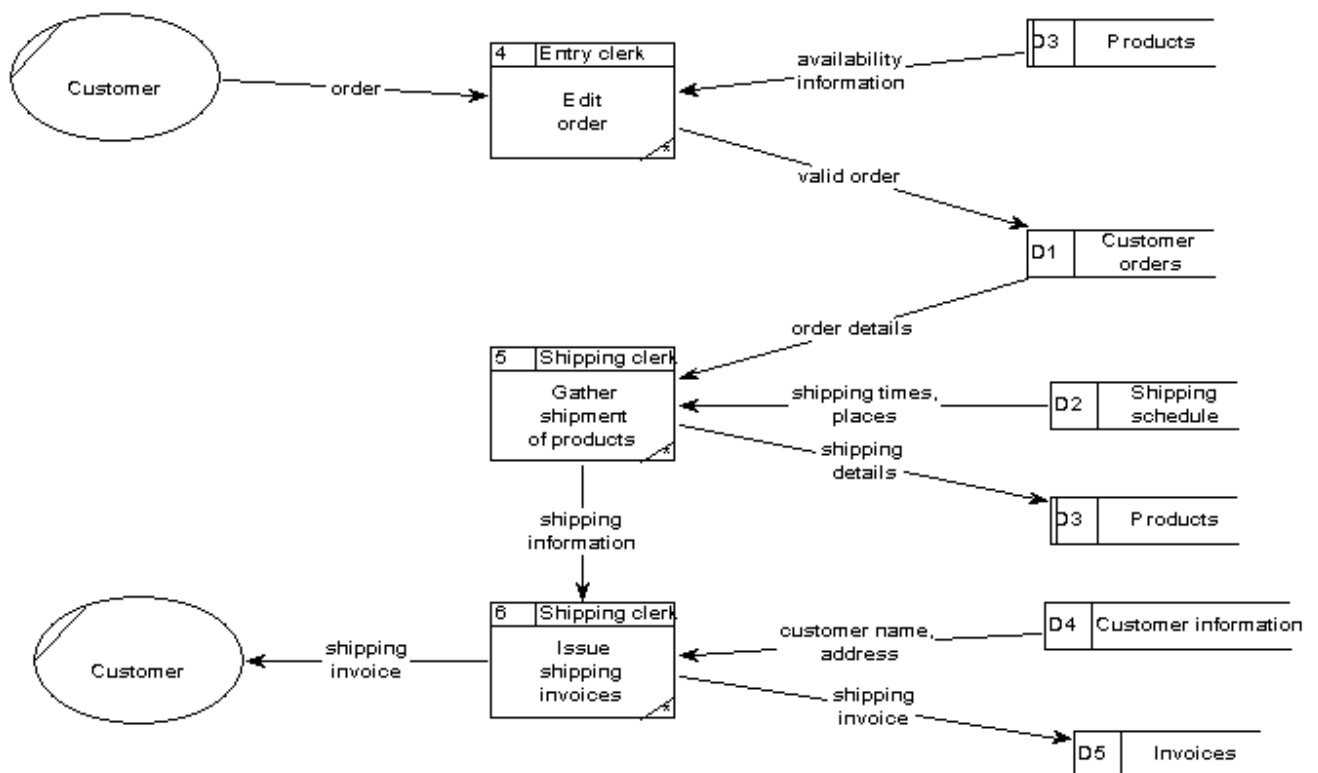 4 Entry clerk
D3 Products
availability
information
Customer
order
Edit
order
*
valid order
D1 Customer
orders
order details
5 Shipping clerk
Gather
shipment
of products
*
shipping times,
places
D2 Shipping
schedule
shipping
details
D3 Products
shipping
information
6 Shipping clerk
customer name,
address
D4 Customer information
Customer
shipping
invoice
Issue
shipping
invoices
*
shipping
invoice
D5 Invoices